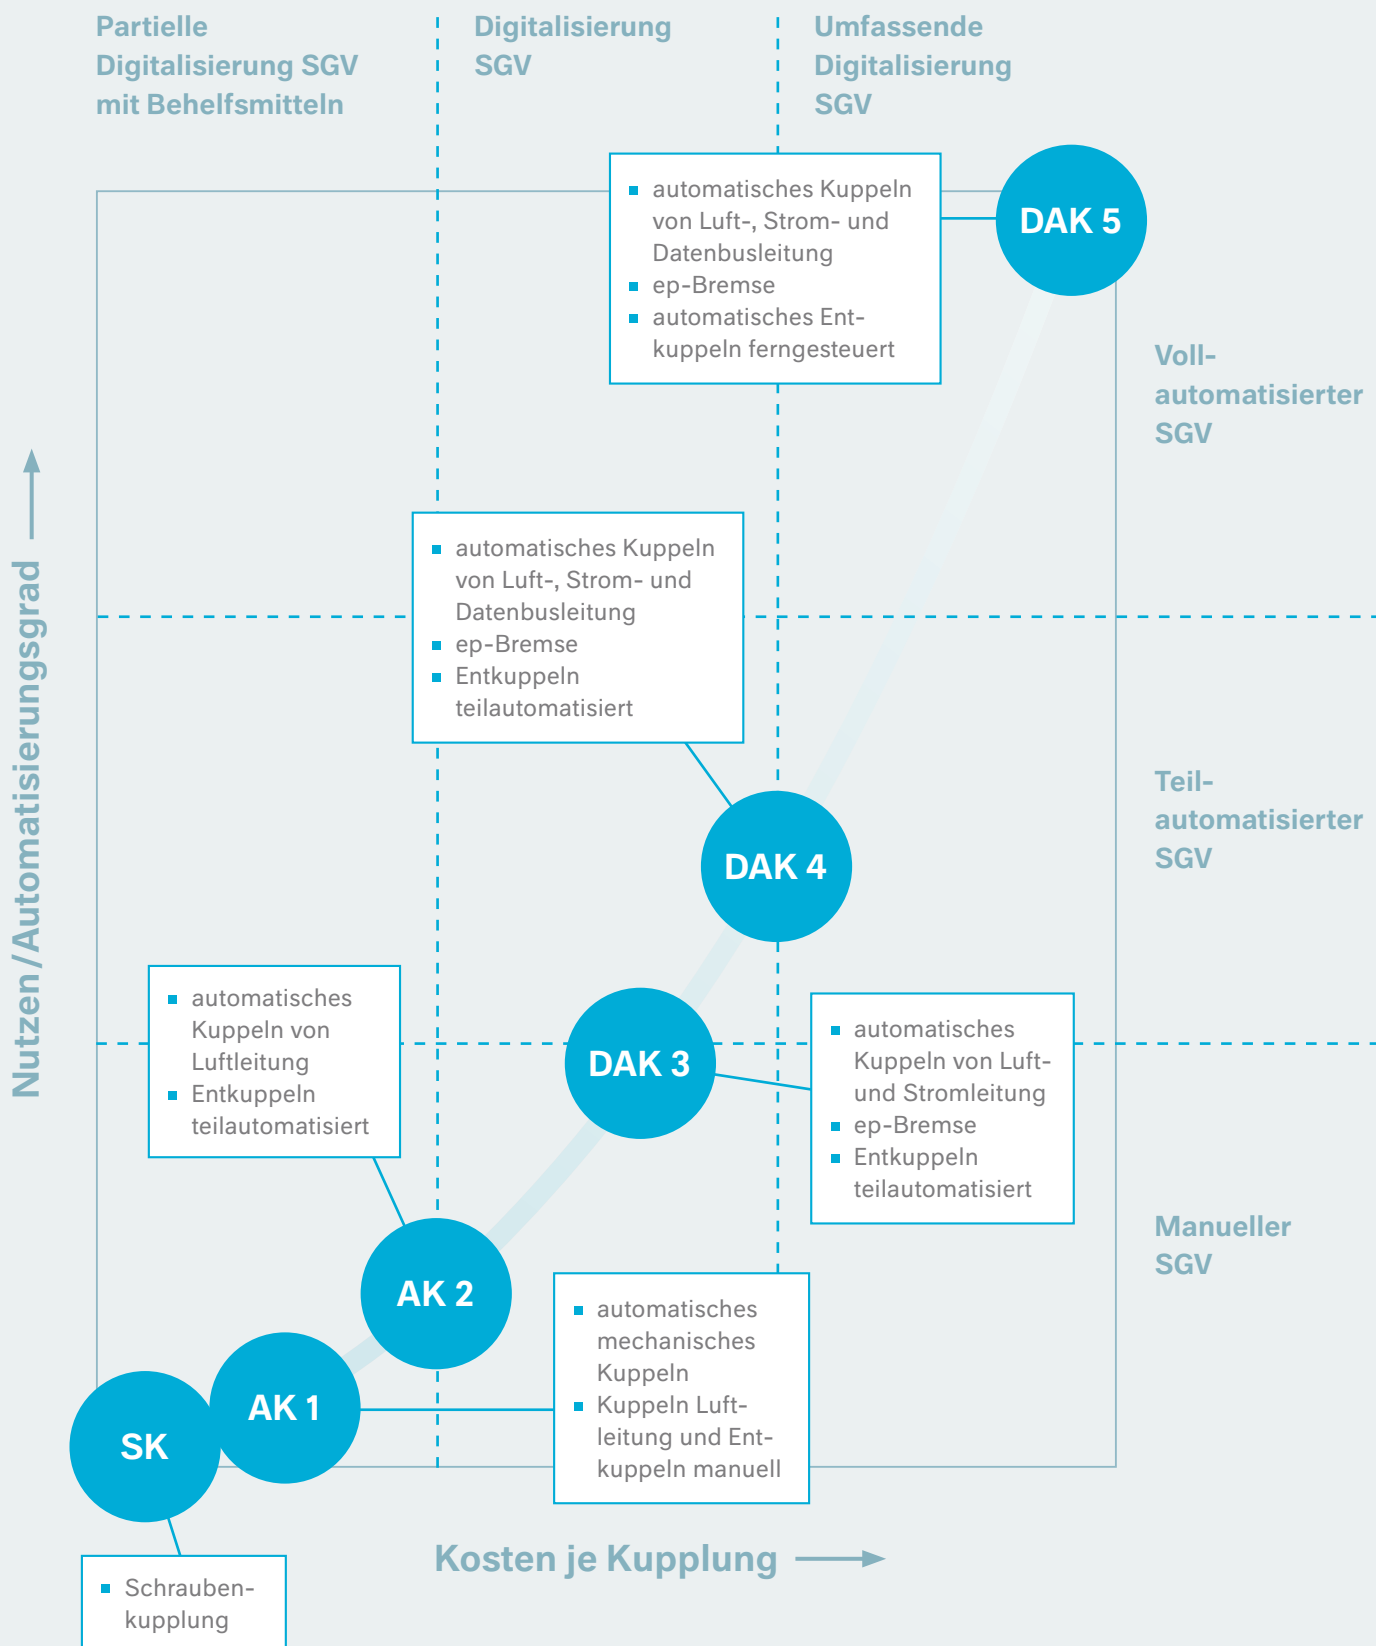 Partielle
Digitalisierung SGV
mit Behelfsmitteln
Digitalisierung
SGV
Umfassende
Digitalisierung
SGV
automatisches Kuppeln
von Luft-, Strom- und
Datenbusleitung
ep-Bremse
automatisches Ent-
kuppeln ferngesteuert
DAK 5
Voll-
automatisierter
SGV
automatisches Kuppeln
von Luft-, Strom- und
Datenbusleitung
ep-Bremse
Entkuppeln
teilautomatisiert
DAK 4
Teil-
automatisierter
SGV
Nutzen/Automatisierungsgrad
automatisches
Kuppeln von
Luftleitung
Entkuppeln
teilautomatisiert
DAK 3
automatisches
Kuppeln von Luft-
und Stromleitung
ep-Bremse
Entkuppeln
teilautomatisiert
Manueller
SGV
AK 2
automatisches
mechanisches
Kuppeln
Kuppeln Luft-
leitung und Ent-
kuppeln manuell
AK 1
SK
Kosten je Kupplung
Schrauben-
kupplung